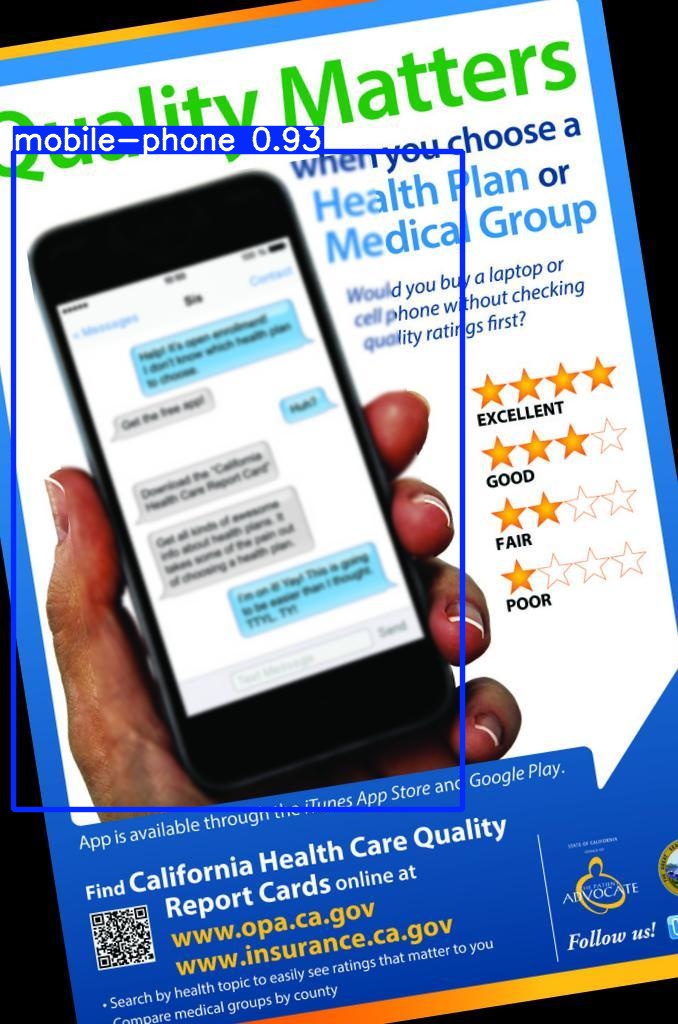 Quality Matters
mobile-phone 0.93
when you choose a
Health Plan or
Medical Group
Would you buy a laptop or
cell phone without checking
quality ratings first?
100 %
< Messages
Sis
Contact
Help! It's open enrollment!
I don't know which health plan
to choose.
Get the free app!
Huh?
Download the "California
Health Care Report Card"
Get all kinds of awesome
info about health plans. It
takes some of the pain out
of choosing a health plan.
I'm on it! Yay! This is going
to be easier than I thought.
TTYL. TY!
Text Message
Send
EXCELLENT
GOOD
FAIR
POOR
App is available through the iTunes App Store and Google Play.
Find California Health Care Quality
Report Cards online at
www.opa.ca.gov
www.insurance.ca.gov
• Search by health topic to easily see ratings that matter to you
Compare medical groups by county
STATE OF CALIFORNIA
OFFICE OF
THE PATIENT
ADVOCATE
Follow us!